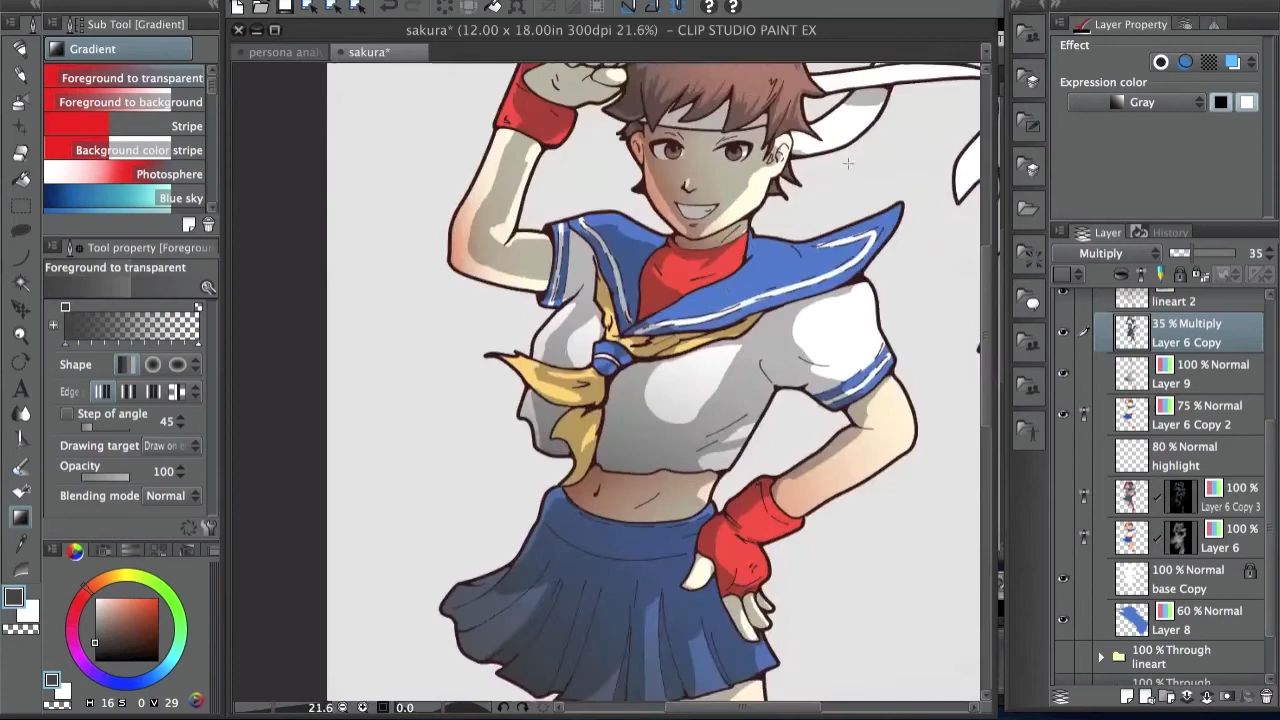 Sub Tool [Gradient]
Gradient
Foreground to transparent
Foreground to background
Stripe
Background color stripe
Photosphere
Blue sky
Tool property [Foregroun
Foreground to transparent
Shape
Edge
Step of angle
45
Drawing target Draw on e
Opacity
100
Blending mode Normal
H 16 S 0 V 29
sakura* (12.00 x 18.00in 300dpi 21.6%) - CLIP STUDIO PAINT EX
persona anal
sakura*
21.6
0.0
Layer Property
Effect
Expression color
Gray
Layer
History
Multiply
35
lineart 2
35 % Multiply
Layer 6 Copy
100 % Normal
Layer 9
75 % Normal
Layer 6 Copy 2
80 % Normal
highlight
100 %
Layer 6 Copy 3
100 %
Layer 6
100 % Normal
base Copy
60 % Normal
Layer 8
100 % Through
lineart
100 % Through